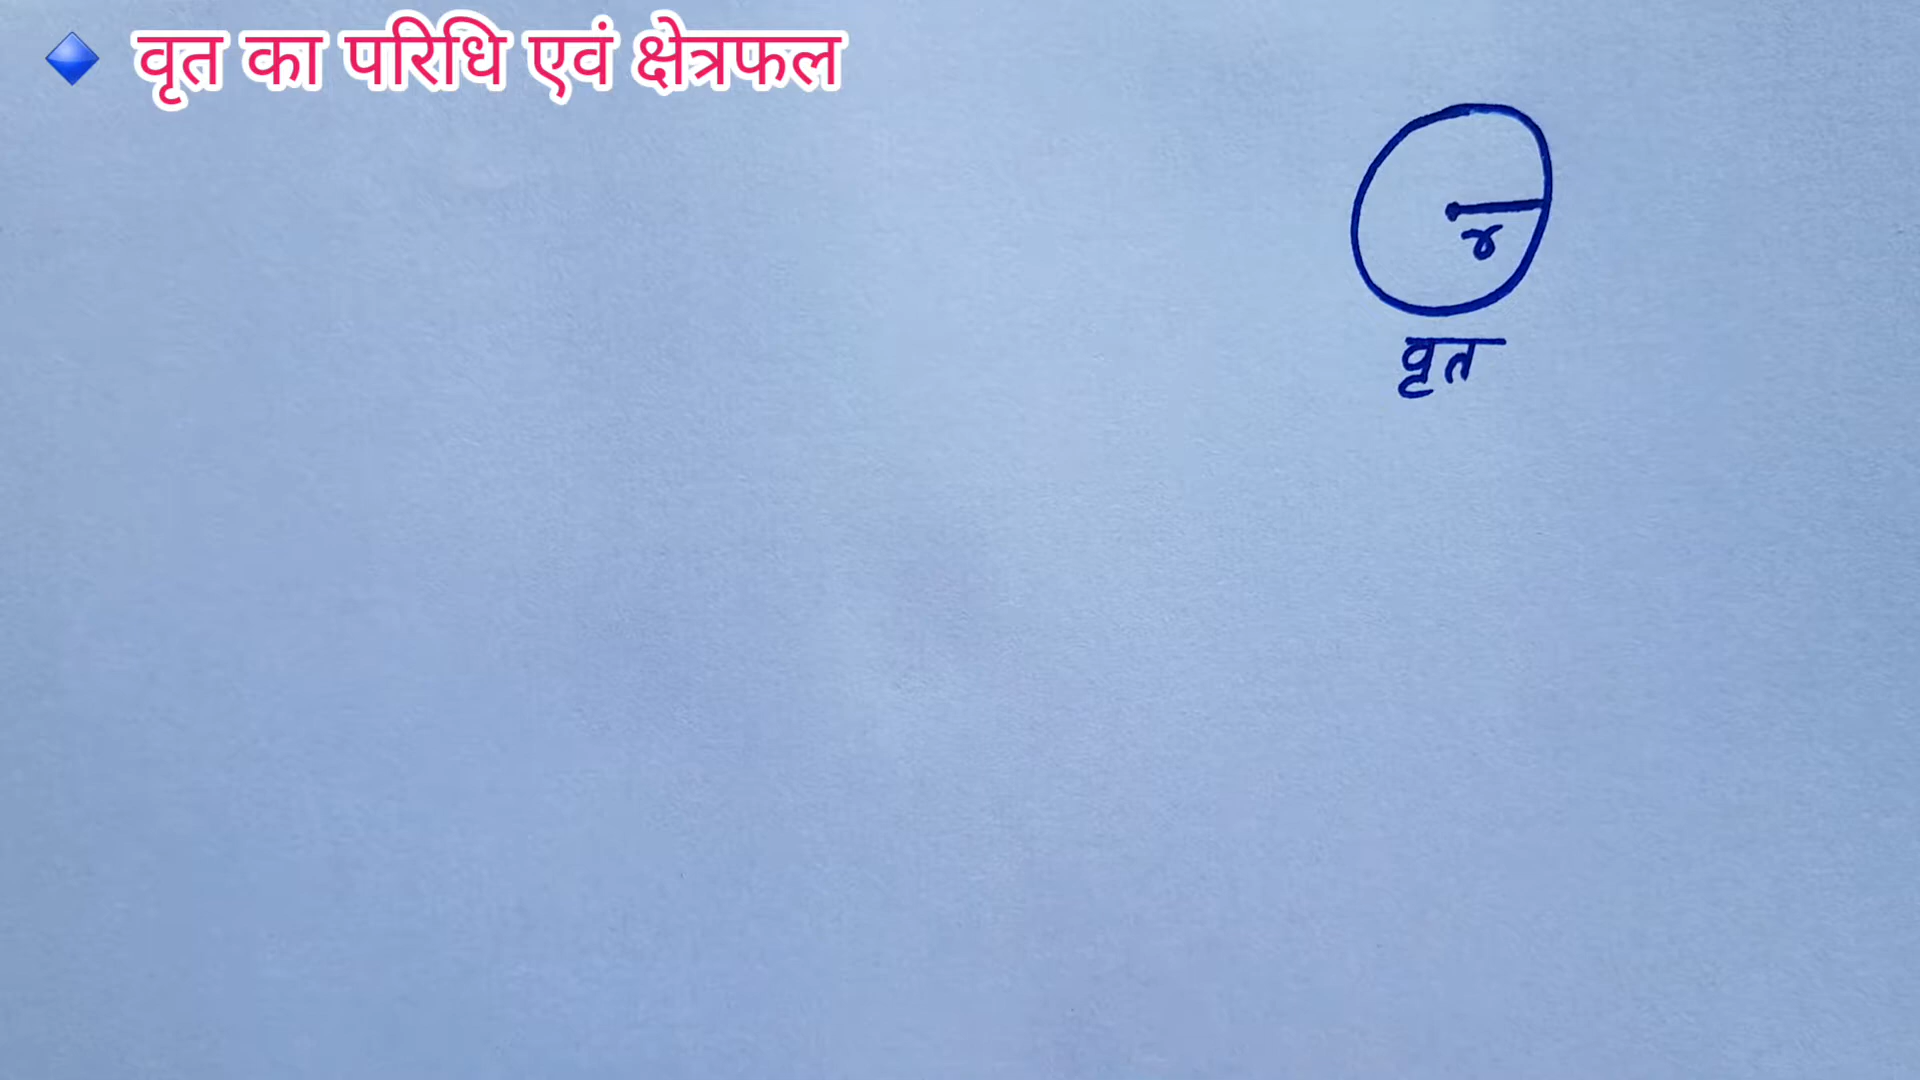 वृत का परिधि एवं क्षेत्रफल
r
वृत